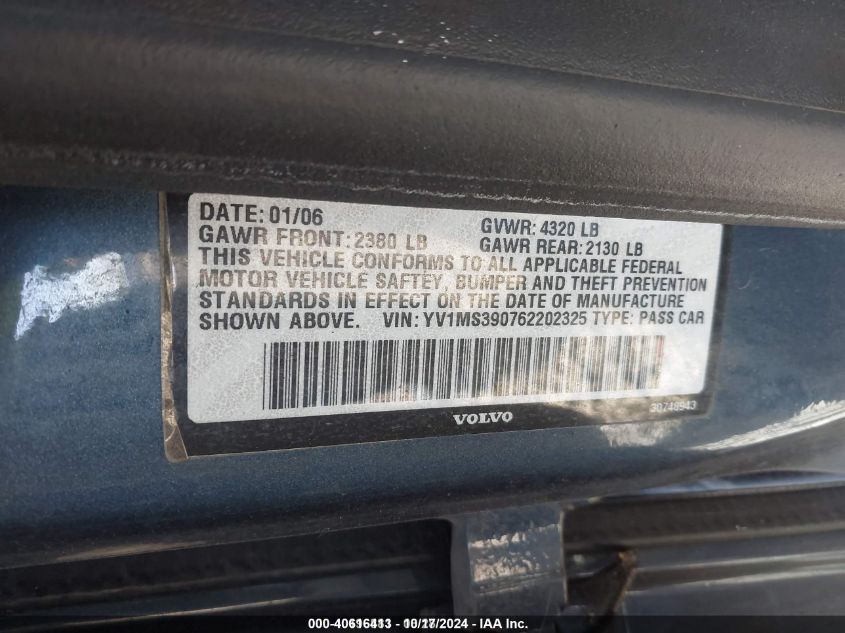 DATE: 01/06 GVWR: 4320 LB
GAWR FRONT: 2380 LB GAWR REAR: 2130 LB
THIS VEHICLE CONFORMS TO ALL APPLICABLE FEDERAL
MOTOR VEHICLE SAFTEY, BUMPER AND THEFT PREVENTION
STANDARDS IN EFFECT ON THE DATE OF MANUFACTURE
SHOWN ABOVE. VIN: YV1MS390762202325 TYPE: PASS CAR
30748943
VOLVO
- IAA Inc.